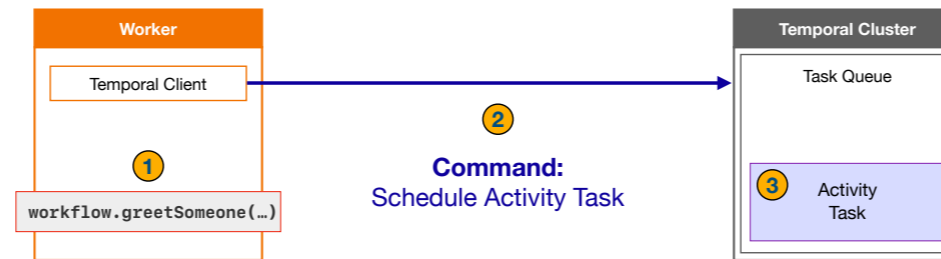 Worker
Temporal Client
1
workflow.greetSomeone(…)
2
Command:
Schedule Activity Task
Temporal Cluster
Task Queue
3
Activity
Task